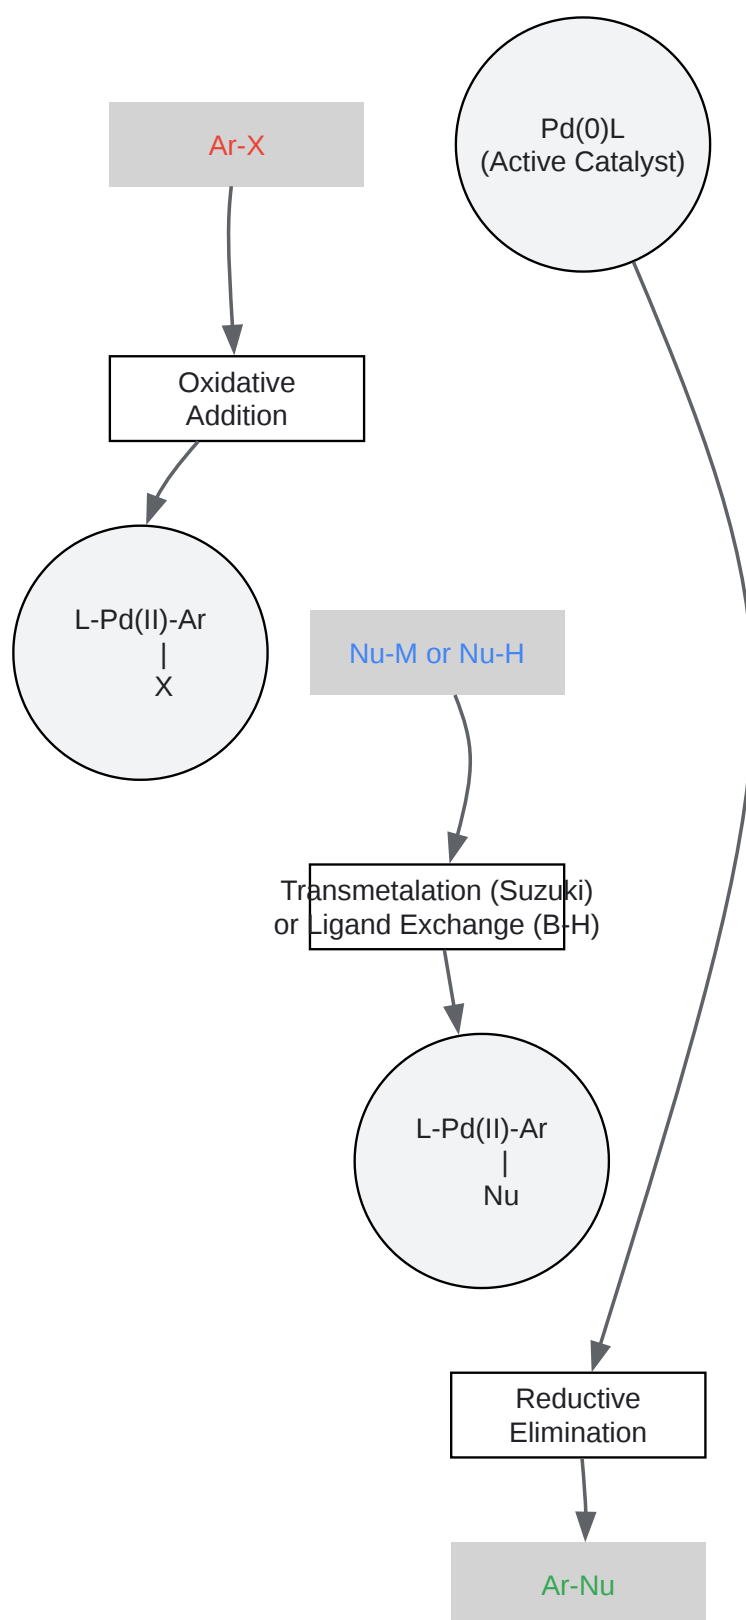 Pd(0)L
(Active Catalyst)
Ar-X
Oxidative
Addition
L-Pd(II)-Ar
|
X
Nu-M or Nu-H
Transmetalation (Suzuki)
or Ligand Exchange (B-H)
L-Pd(II)-Ar
|
Nu
Reductive
Elimination
Ar-Nu